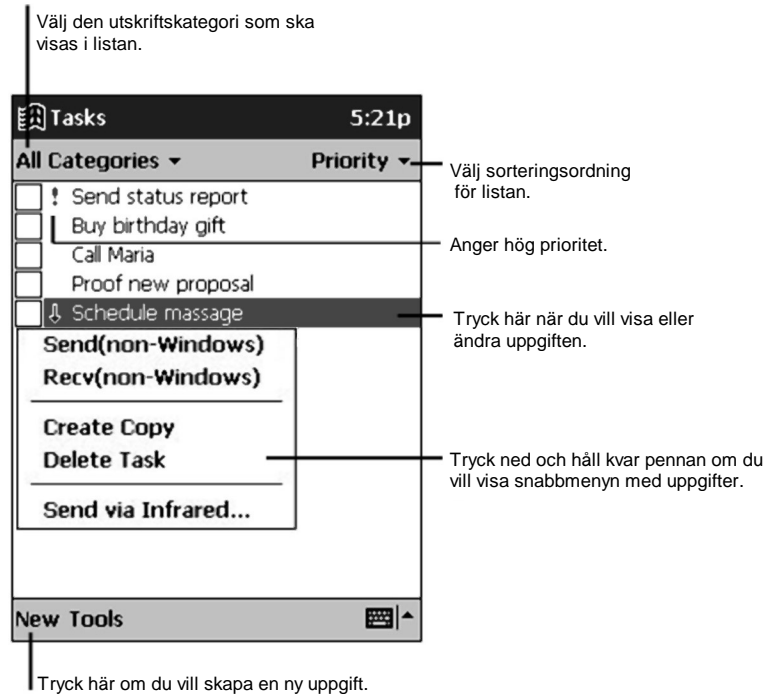 Välj den utskriftskategori som ska
visas i listan.
Tasks 5:21p
All Categories Priority
Välj sorteringsordning
för listan.
! Send status report
Buy birthday gift
Anger hög prioritet.
Call Maria
Proof new proposal
Schedule massage
Tryck här när du vill visa eller
ändra uppgiften.
Send(non-Windows)
Recv(non-Windows)
Create Copy
Delete Task
Tryck ned och håll kvar pennan om du
vill visa snabbmenyn med uppgifter.
Send via Infrared...
New Tools
Tryck här om du vill skapa en ny uppgift.